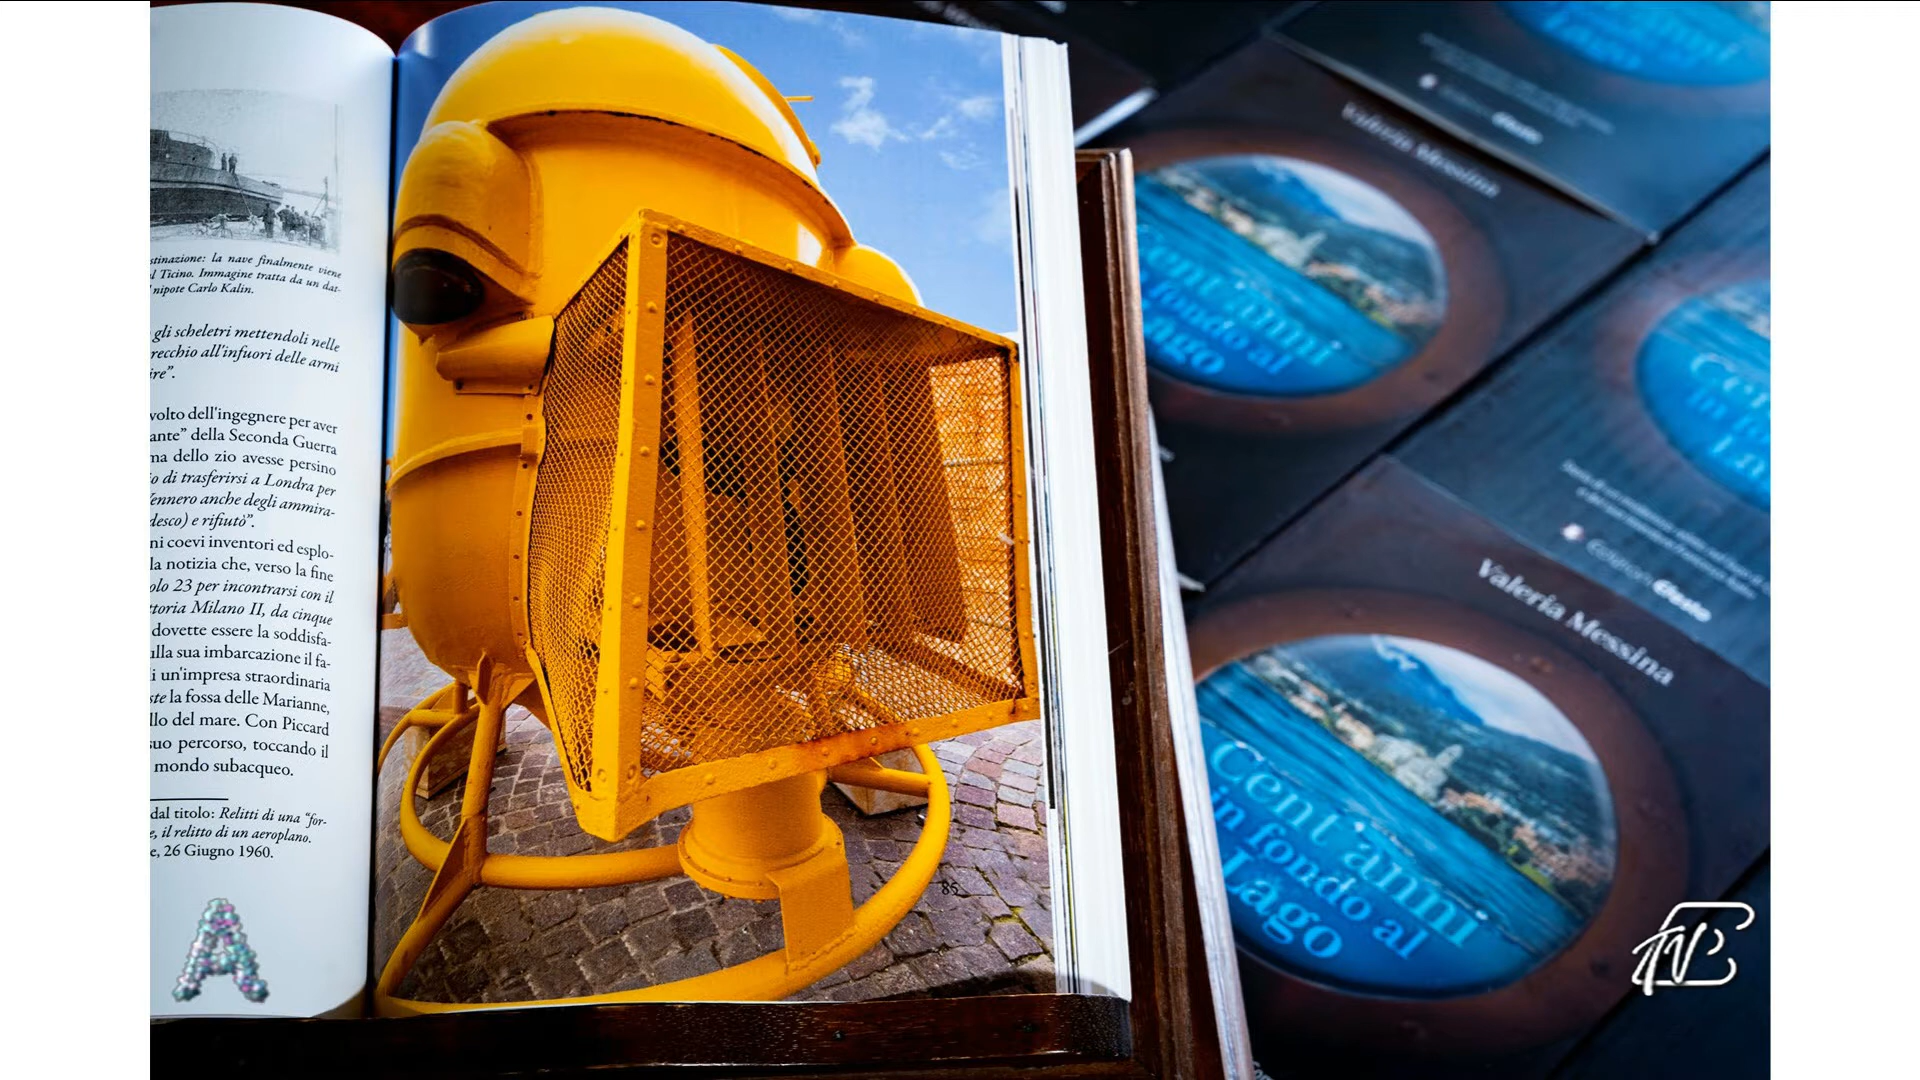 stinazione: la nave finalmente viene
l Ticino. Immagine tratta da un dat-
nipote Carlo Kalin.
gli scheletri mettendoli nelle
recchio all'infuori delle armi
ire”.
volto dell'ingegnere per aver
ante” della Seconda Guerra
ma dello zio avesse persino
o di trasferirsi a Londra per
ennero anche degli ammira-
desco) e rifiutò”.
ni coevi inventori ed esplo-
la notizia che, verso la fine
olo 23 per incontrarsi con il
ttoria Milano II, da cinque
dovette essere la soddisfa-
ulla sua imbarcazione il fa-
i un'impresa straordinaria
ste la fossa delle Marianne,
llo del mare. Con Piccard
suo percorso, toccando il
mondo subacqueo.
dal titolo: Relitti di una “for-
e, il relitto di un aeroplano.
e, 26 Giugno 1960.
A
85
Valeria Messina
Cent'anni
in fondo al
Lago
Valeria Messina
Cent'anni
in fondo al
Lago